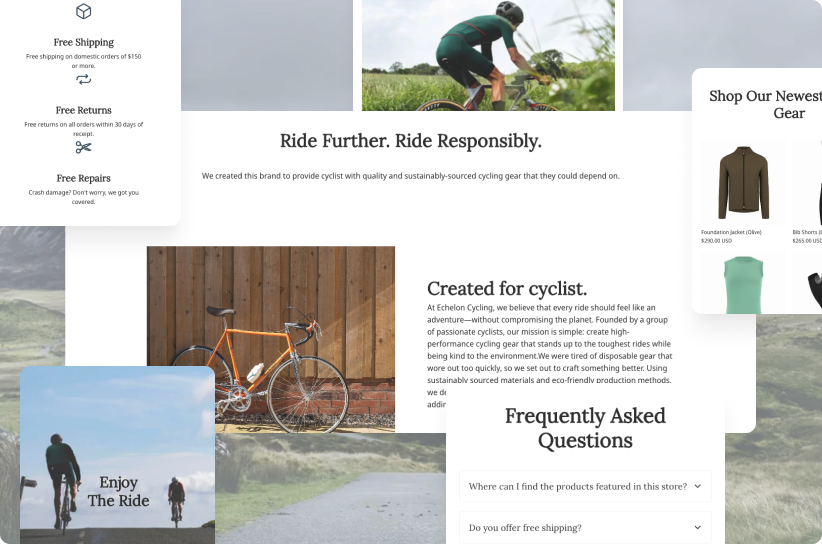 Free Shipping
Free shipping on domestic orders of $150
or more.
Free Returns
Free returns on all orders within 30 days of
receipt.
Free Repairs
Crash damage? Don't worry, we got you
covered.
Ride Further. Ride Responsibly.
We created this brand to provide cyclist with quality and sustainably-sourced cycling gear that they could depend on.
Shop Our Newest
Gear
Foundation Jacket (Olive)
$290.00 USD
Bib Shorts
$265.00 USD
Created for cyclist.
At Echelon Cycling, we believe that every ride should feel like an
adventure—without compromising the planet. Founded by a group
of passionate cyclists, our mission is simple: create high-
performance cycling gear that stands up to the toughest rides while
being kind to the environment.We were tired of disposable gear that
wore out too quickly, so we set out to craft something better. Using
sustainably sourced materials and eco-friendly production methods,
we
Enjoy
The Ride
Frequently Asked
Questions
Where can I find the products featured in this store?
Do you offer free shipping?